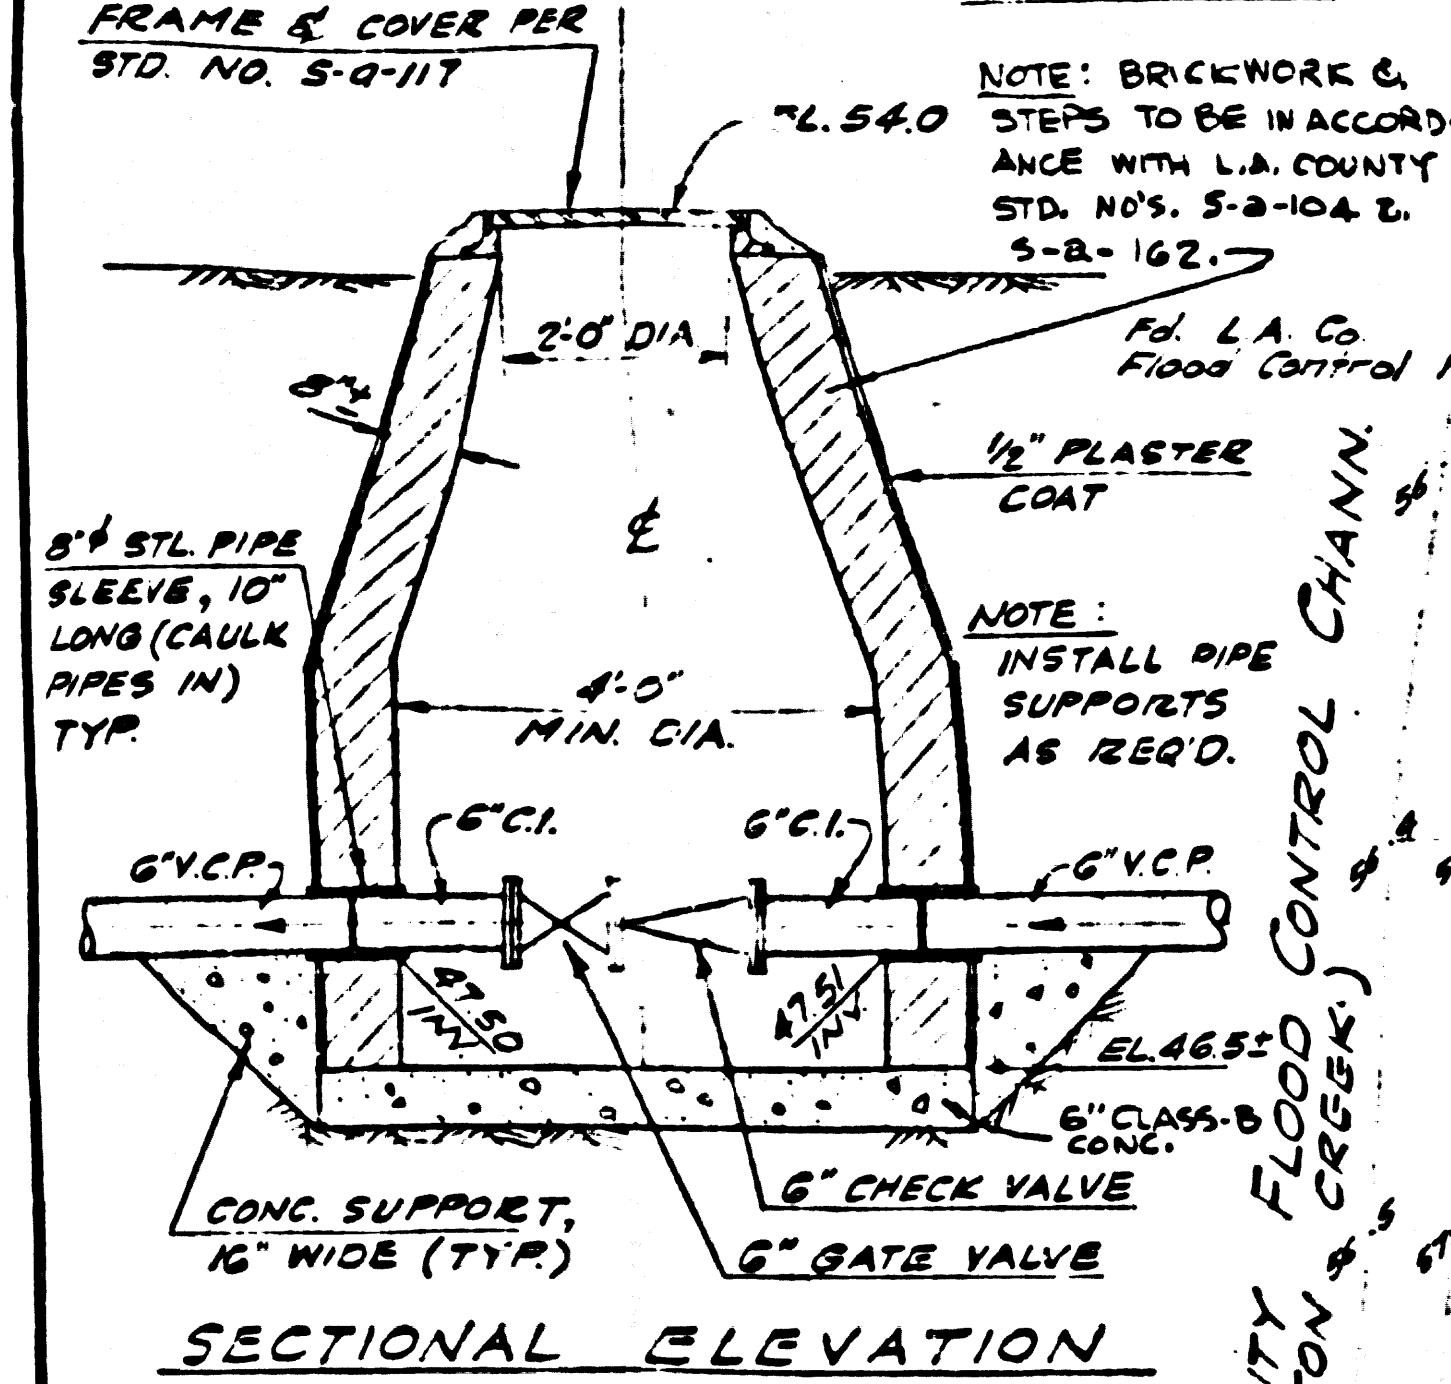 FRAME & COVER PER
STD. NO. S-a-117
EL. 54.0
NOTE: BRICKWORK &
STEPS TO BE IN ACCORD-
ANCE WITH L.A. COUNTY
STD. NO'S. S-a-104 &
S-a-162.
2'-0" DIA
Fd. L.A. Co.
Flood Control
8"±
1/2" PLASTER
COAT
℄
8"ϕ STL. PIPE
SLEEVE, 10"
LONG (CAULK
PIPES IN)
TYP.
NOTE:
INSTALL PIPE
SUPPORTS
AS REQ'D.
4'-0"
MIN. DIA.
6" C.I.
6" C.I.
6" V.C.P.
6" V.C.P.
47.50
INV.
47.51
INV.
EL. 46.5±
6" CLASS-B
CONC.
6" CHECK VALVE
CONC. SUPPORT,
16" WIDE (TYP.)
6" GATE VALVE
SECTIONAL ELEVATION
FLOOD CONTROL CHANN.
CREEK)